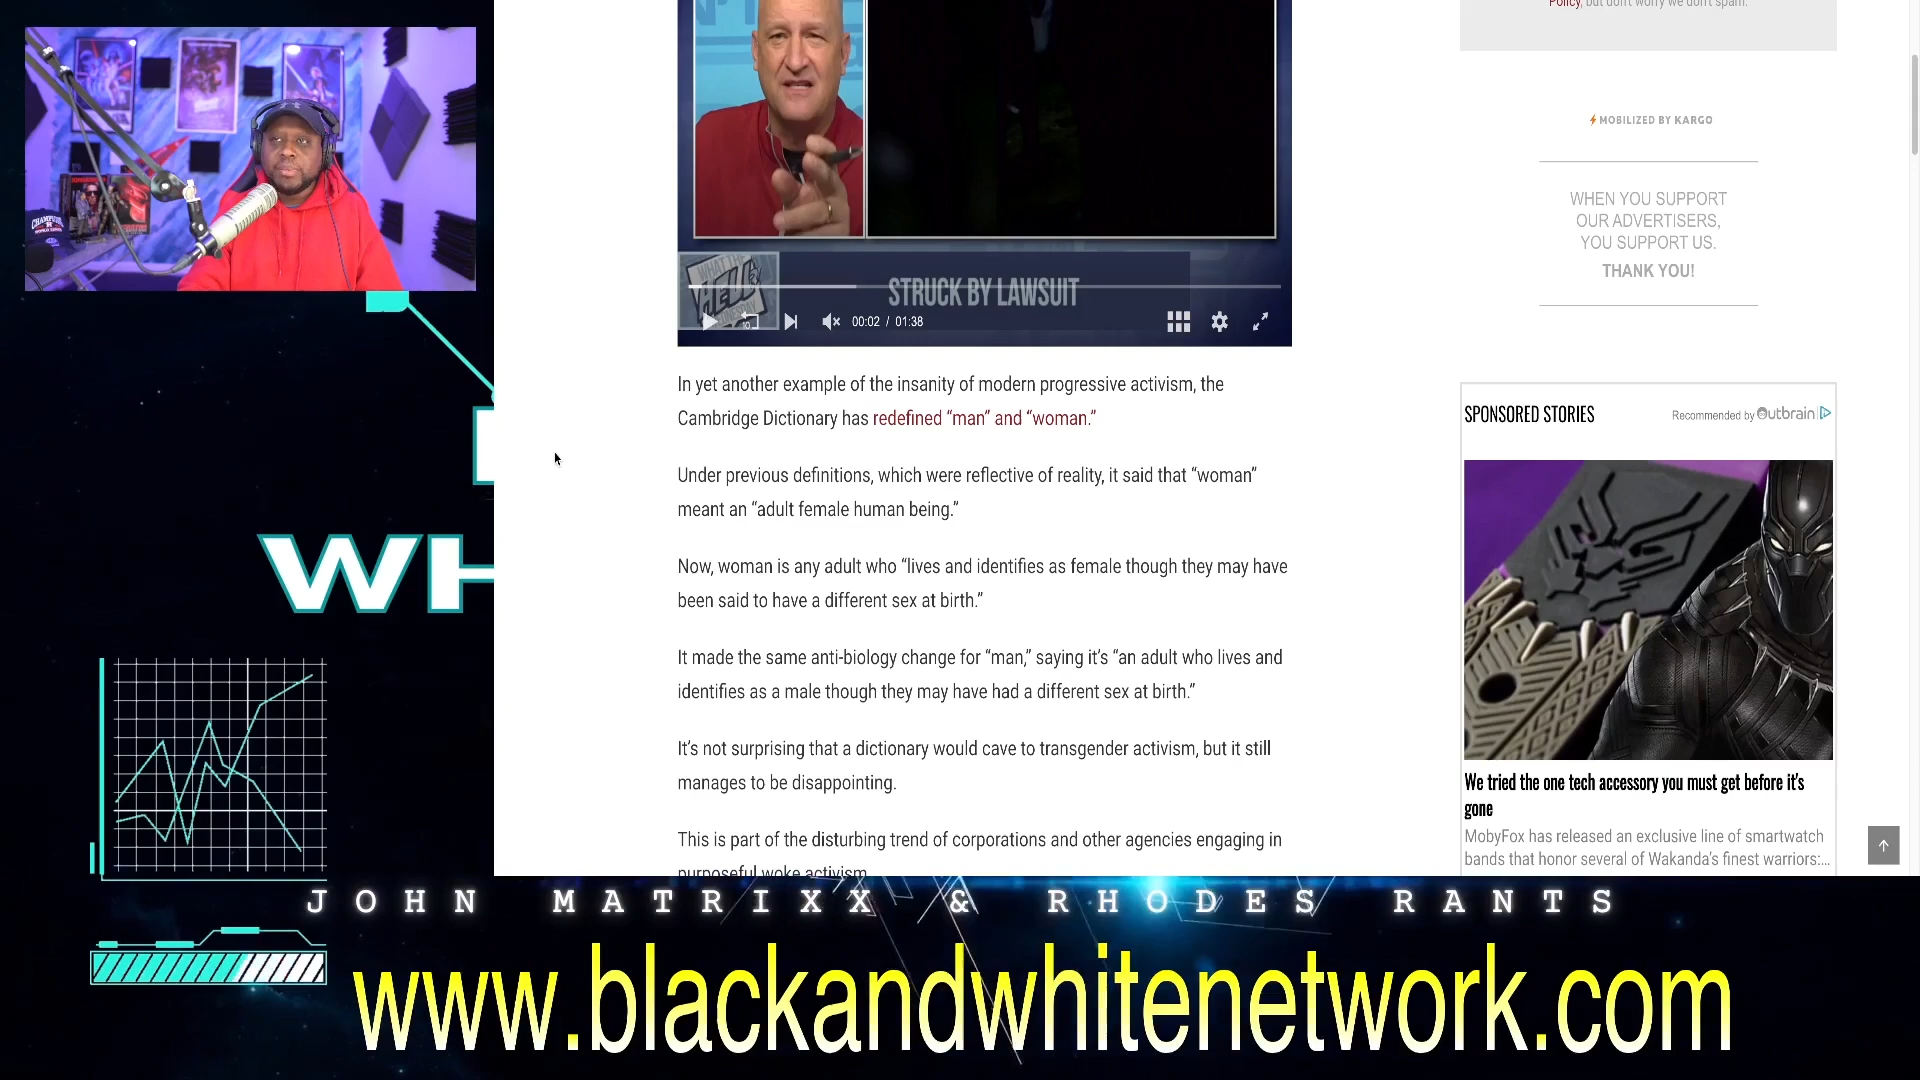 Policy, but don't worry we don't spam.
MOBILIZED BY KARGO
WHEN YOU SUPPORT
OUR ADVERTISERS,
YOU SUPPORT US.
THANK YOU!
CHAMPIONS
WHAT THE
HELL
STRUCK BY LAWSUIT
10
00:02 / 01:38
In yet another example of the insanity of modern progressive activism, the
Cambridge Dictionary has redefined “man” and “woman.”
Under previous definitions, which were reflective of reality, it said that “woman”
meant an “adult female human being.”
Now, woman is any adult who “lives and identifies as female though they may have
been said to have a different sex at birth.”
It made the same anti-biology change for “man,” saying it’s “an adult who lives and
identifies as a male though they may have had a different sex at birth.”
It’s not surprising that a dictionary would cave to transgender activism, but it still
manages to be disappointing.
This is part of the disturbing trend of corporations and other agencies engaging in
purposeful woke activism
SPONSORED STORIES
Recommended by Outbrain
We tried the one tech accessory you must get before it's
gone
MobyFox has released an exclusive line of smartwatch
bands that honor several of Wakanda's finest warriors:...
WH
JOHN MATRIXX & RHODES RANTS
www.blackandwhitenetwork.com